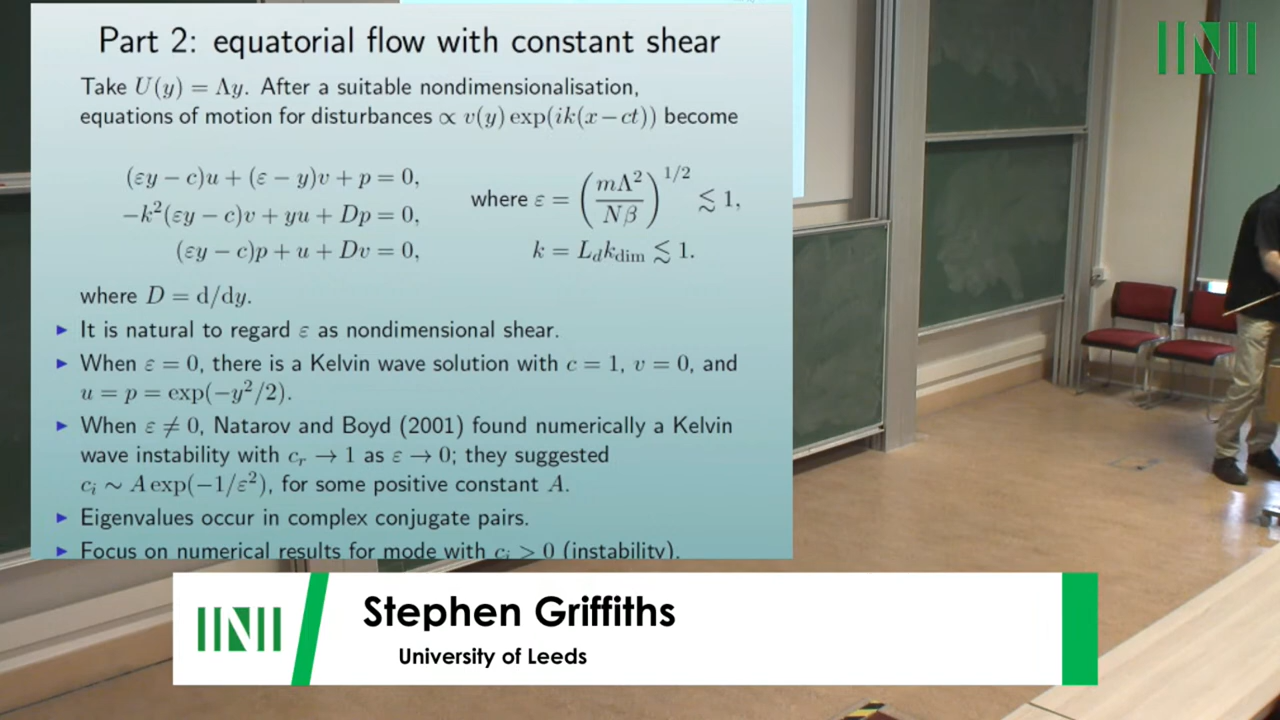 Part 2: equatorial flow with constant shear
Take U(y) = Λy. After a suitable nondimensionalisation,
equations of motion for disturbances ∝ v(y) exp(ik(x − ct)) become
(εy − c)u + (ε − y)v + p = 0,
−k²(εy − c)v + yu + Dp = 0,
(εy − c)p + u + Dv = 0,
where ε = (mΛ²/Nβ)^{1/2} ≲ 1,
k = L_d k_dim ≲ 1.
where D = d/dy.
▶ It is natural to regard ε as nondimensional shear.
▶ When ε = 0, there is a Kelvin wave solution with c = 1, v = 0, and
u = p = exp(−y²/2).
▶ When ε ≠ 0, Natarov and Boyd (2001) found numerically a Kelvin
wave instability with c_r → 1 as ε → 0; they suggested
c_i ∼ A exp(−1/ε²), for some positive constant A.
▶ Eigenvalues occur in complex conjugate pairs.
▶ Focus on numerical results for mode with c_i > 0 (instability).
Stephen Griffiths
University of Leeds